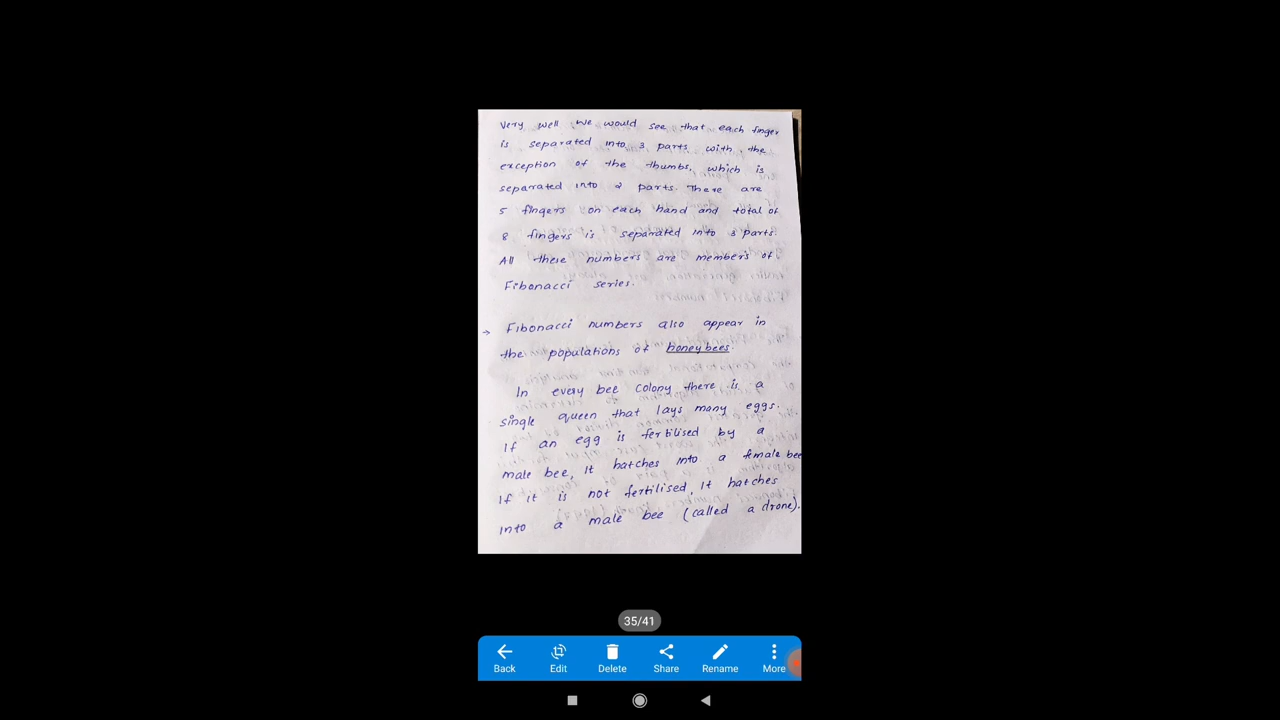 Very well we would see that each finger
is separated into 3 parts with the
exception of the thumbs, which is
separated into 2 parts. There are
5 fingers on each hand and total of
8 fingers is separated into 3 parts.
All these numbers are members of
Fibonacci series.
→ Fibonacci numbers also appear in
the populations of honey bees.
In every bee colony there is a
single queen that lays many eggs.
If an egg is fertilised by a
male bee, it hatches into a female bee
If it is not fertilised, it hatches
into a male bee (called a drone).
35/41
Back Edit Delete Share Rename More